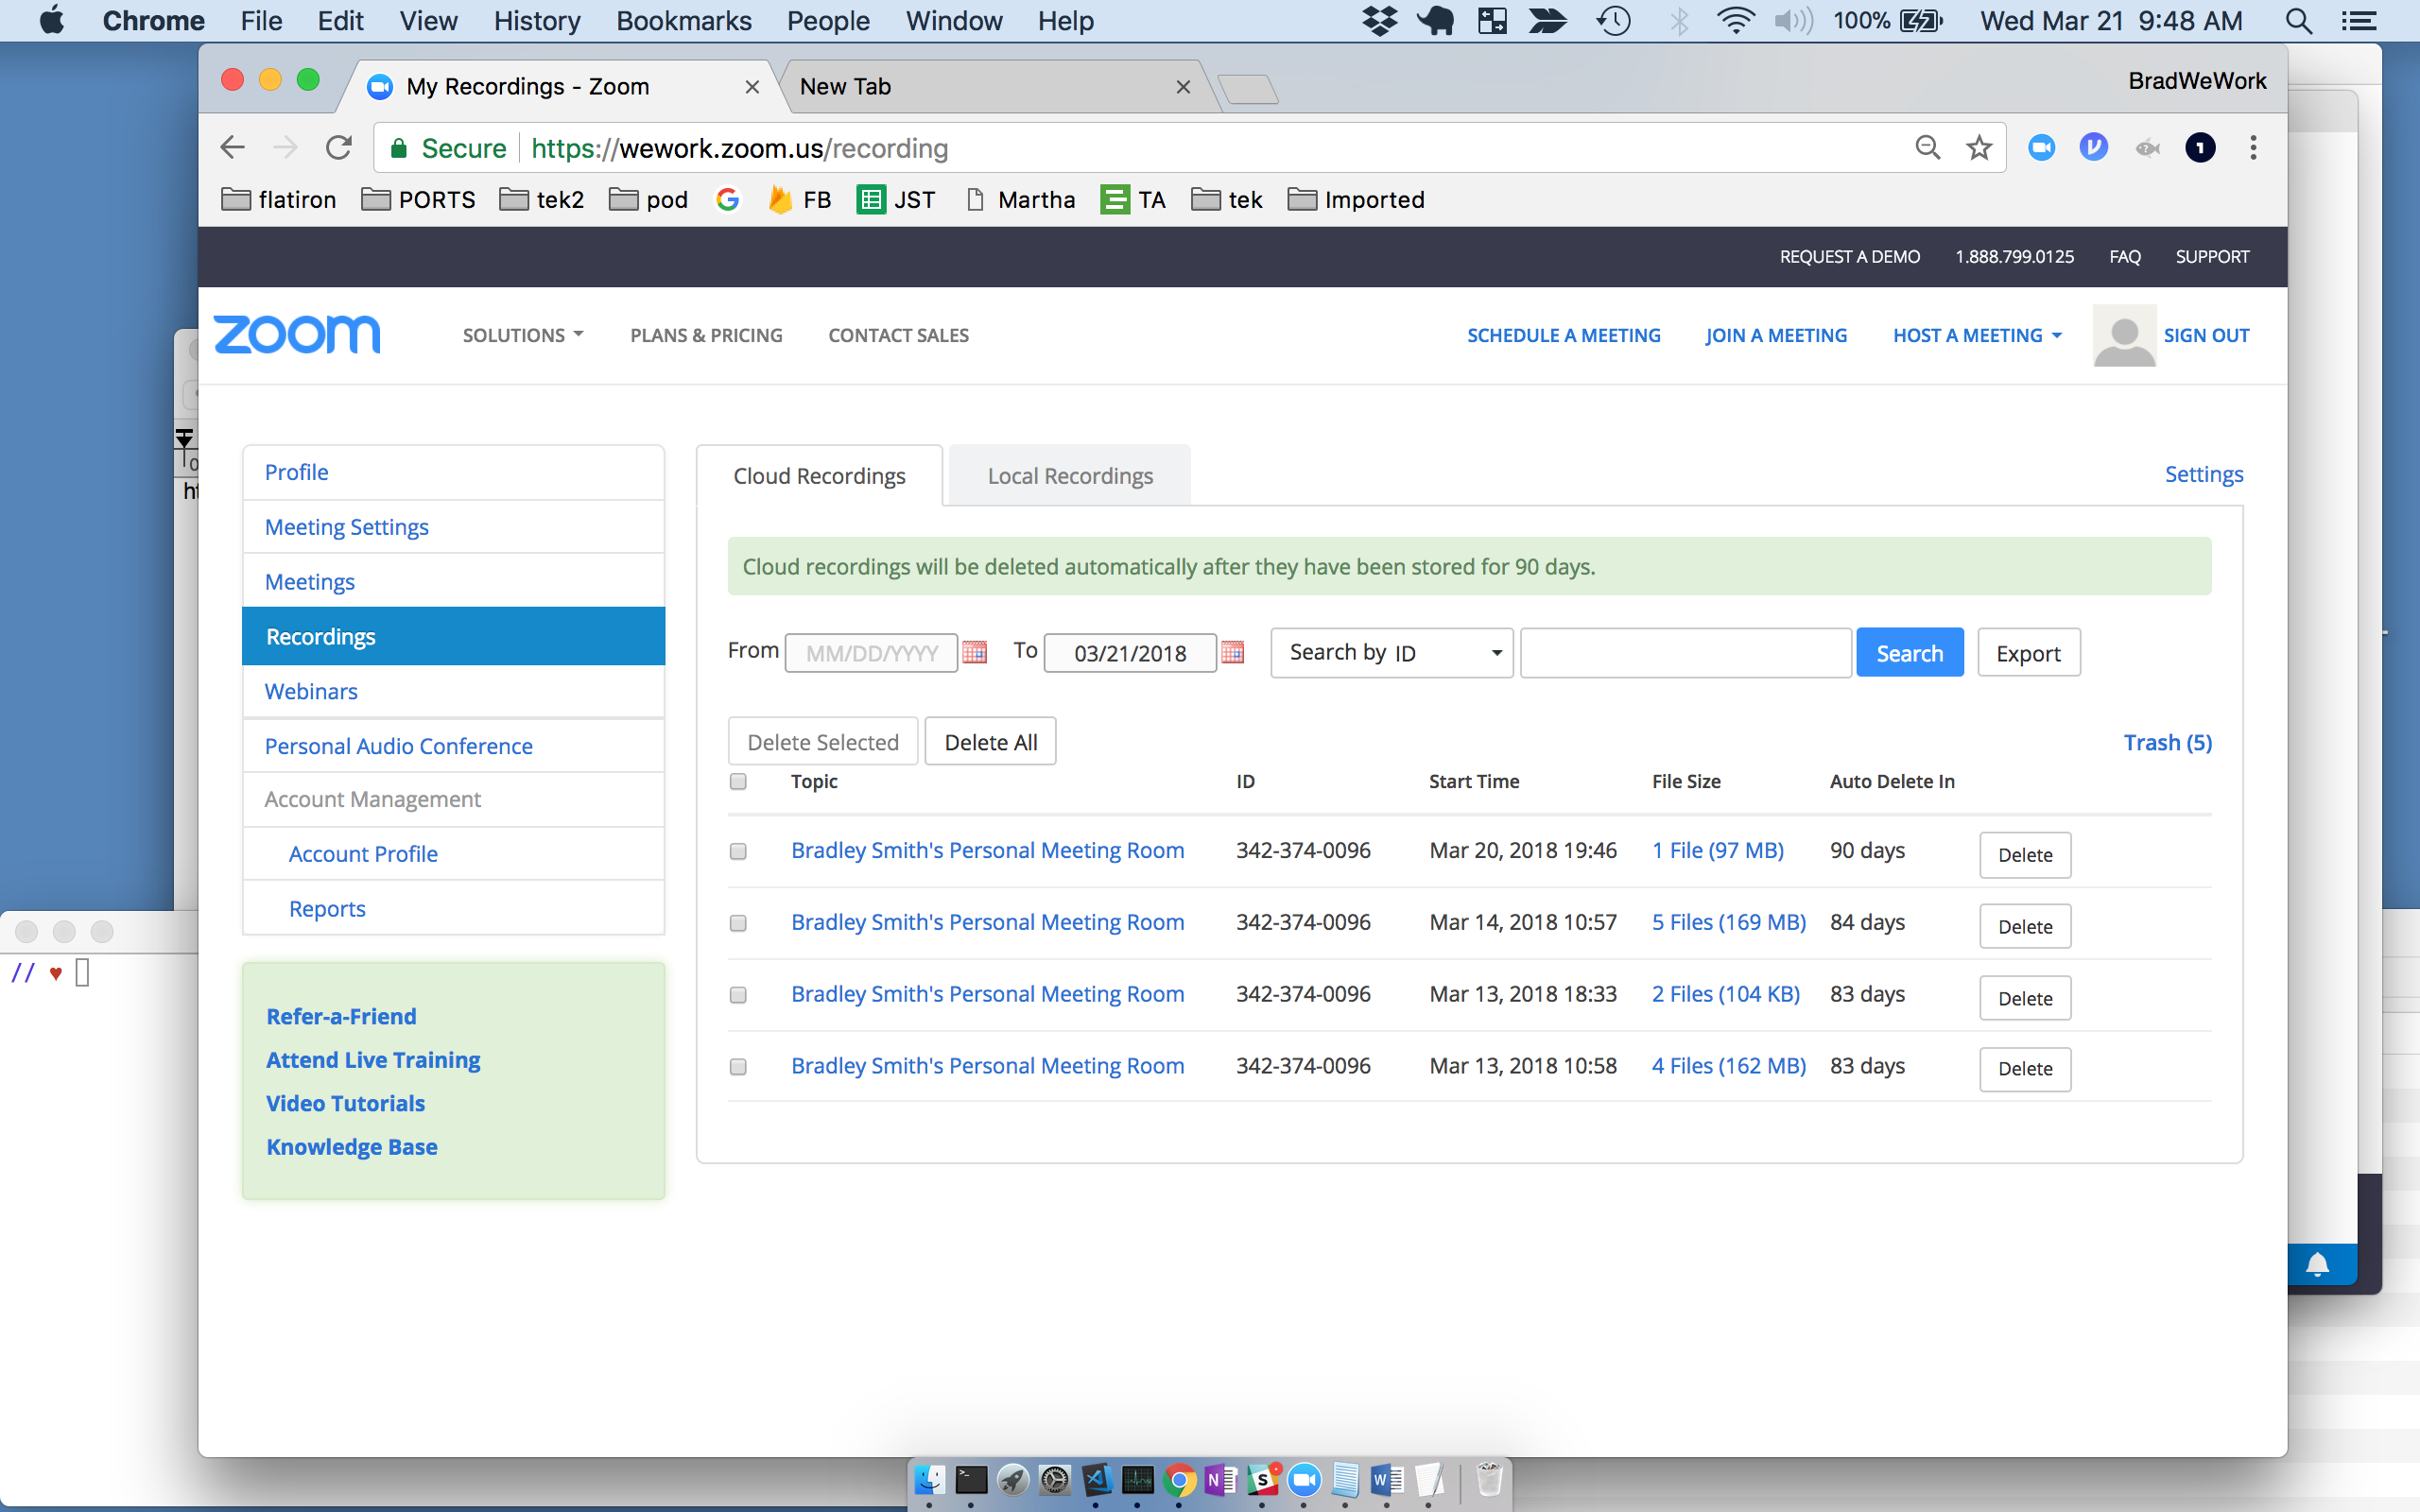 Chrome File Edit View History Bookmarks People Window Help 100% Wed Mar 21 9:48 AM
My Recordings - Zoom New Tab BradWeWork
Secure https://wework.zoom.us/recording
flatiron PORTS tek2 pod FB JST Martha TA tek Imported
REQUEST A DEMO 1.888.799.0125 FAQ SUPPORT
zoom SOLUTIONS PLANS & PRICING CONTACT SALES SCHEDULE A MEETING JOIN A MEETING HOST A MEETING SIGN OUT
Profile
Meeting Settings
Meetings
Recordings
Webinars
Personal Audio Conference
Account Management
Account Profile
Reports
Refer-a-Friend
Attend Live Training
Video Tutorials
Knowledge Base
Cloud Recordings Local Recordings Settings
Cloud recordings will be deleted automatically after they have been stored for 90 days.
From MM/DD/YYYY To 03/21/2018 Search by ID Search Export
Delete Selected Delete All Trash (5)
Topic ID Start Time File Size Auto Delete In
Bradley Smith's Personal Meeting Room 342-374-0096 Mar 20, 2018 19:46 1 File (97 MB) 90 days Delete
Bradley Smith's Personal Meeting Room 342-374-0096 Mar 14, 2018 10:57 5 Files (169 MB) 84 days Delete
Bradley Smith's Personal Meeting Room 342-374-0096 Mar 13, 2018 18:33 2 Files (104 KB) 83 days Delete
Bradley Smith's Personal Meeting Room 342-374-0096 Mar 13, 2018 10:58 4 Files (162 MB) 83 days Delete
// ♥